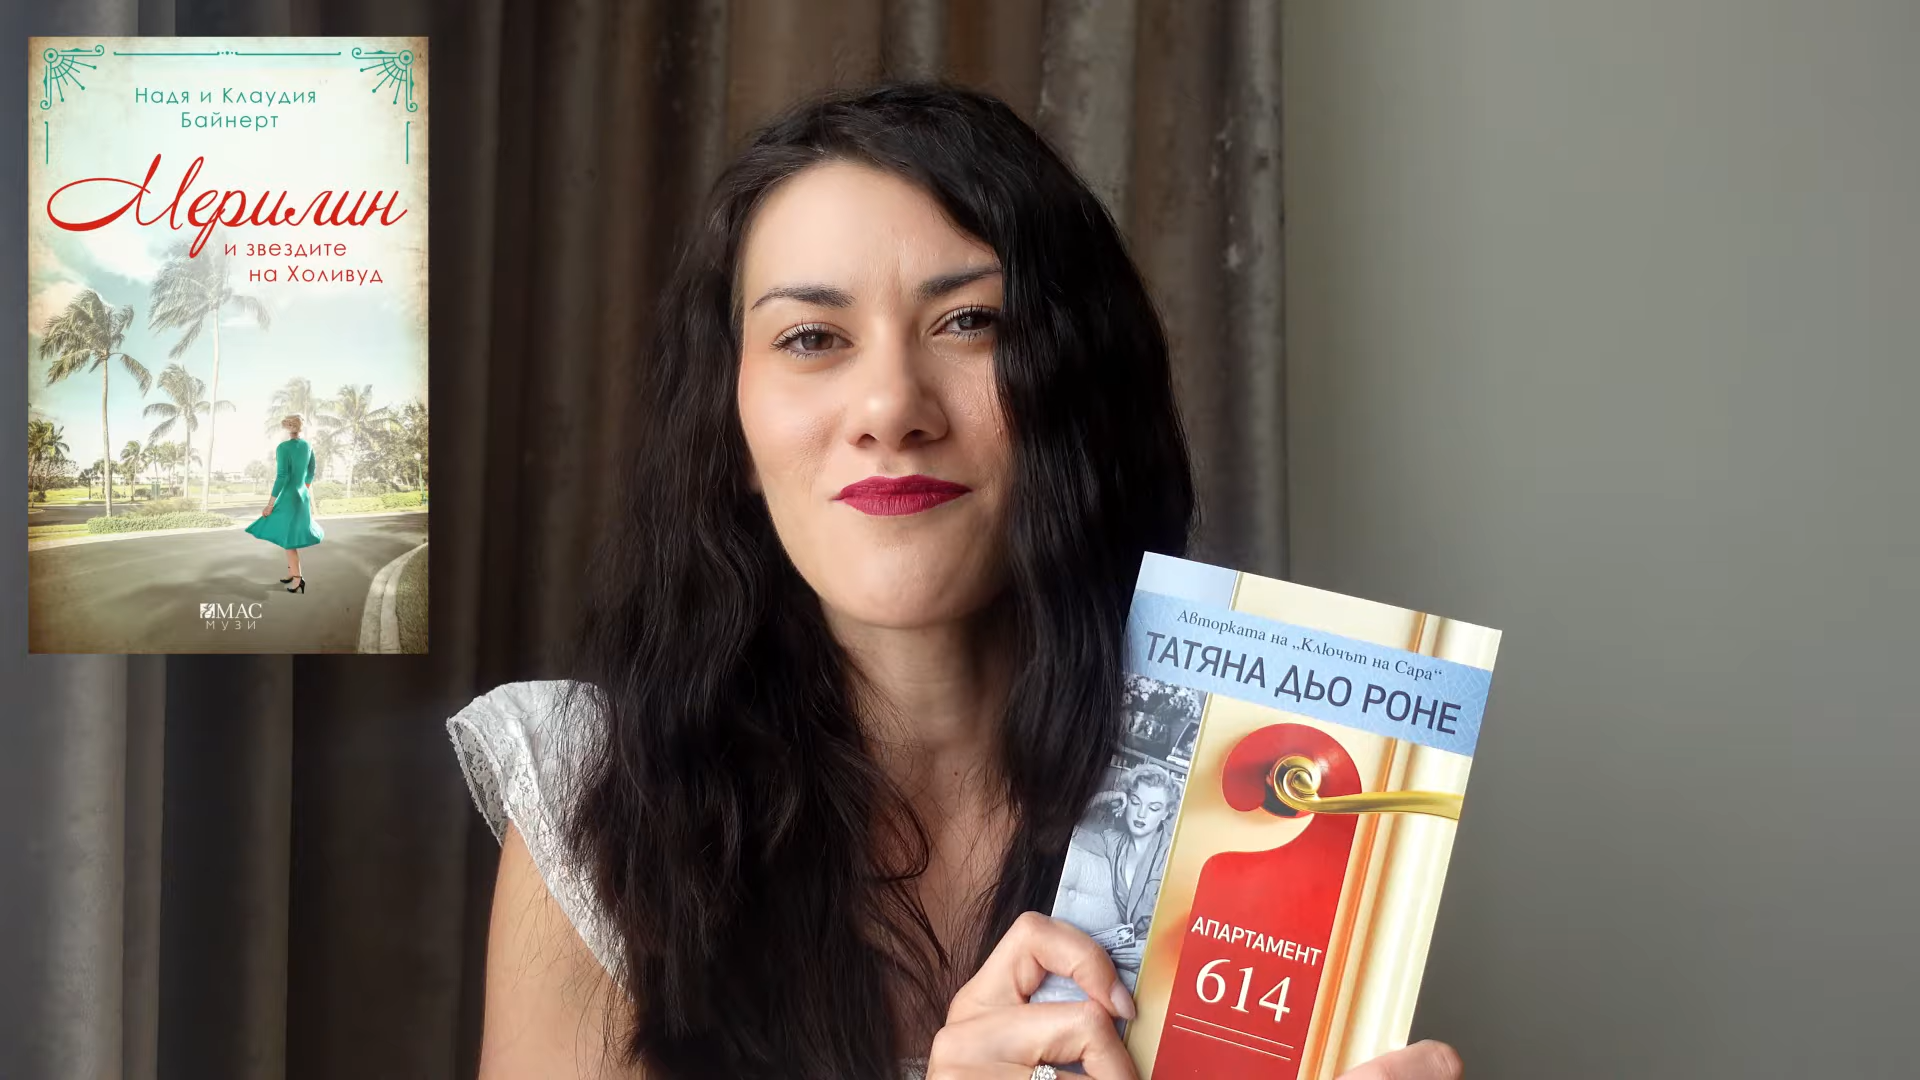 Надя и Клаудия
Байнерт
Мерилин
и звездите
на Холивуд
ЕМАС
МУЗИ
Авторката на „Ключът на Сара“
ТАТЯНА ДЬО РОНЕ
АПАРТАМЕНТ
614